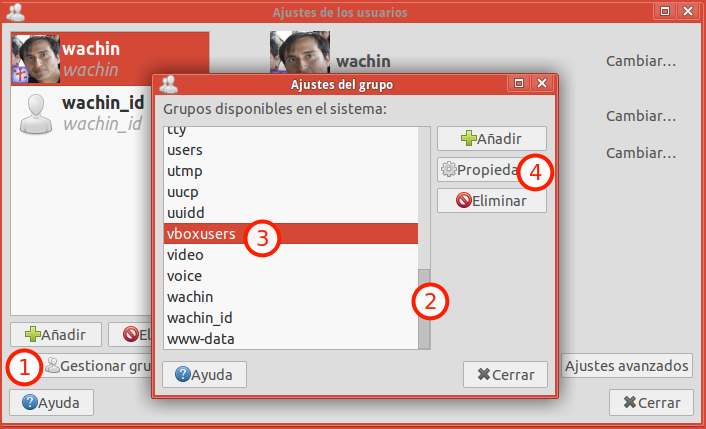 Ajustes de los usuarios
wachin
wachin
wachin_id
wachin_id
wachin
Cambiar...
Cambiar...
Cambiar...
Añadir
1
Gestionar gru
Ajustes avanzados
Ayuda
Cerrar
Ajustes del grupo
Grupos disponibles en el sistema:
tty
users
utmp
uucp
uuidd
vboxusers
3
video
voice
wachin
wachin_id
www-data
2
Añadir
Propieda
4
Eliminar
Ayuda
Cerrar